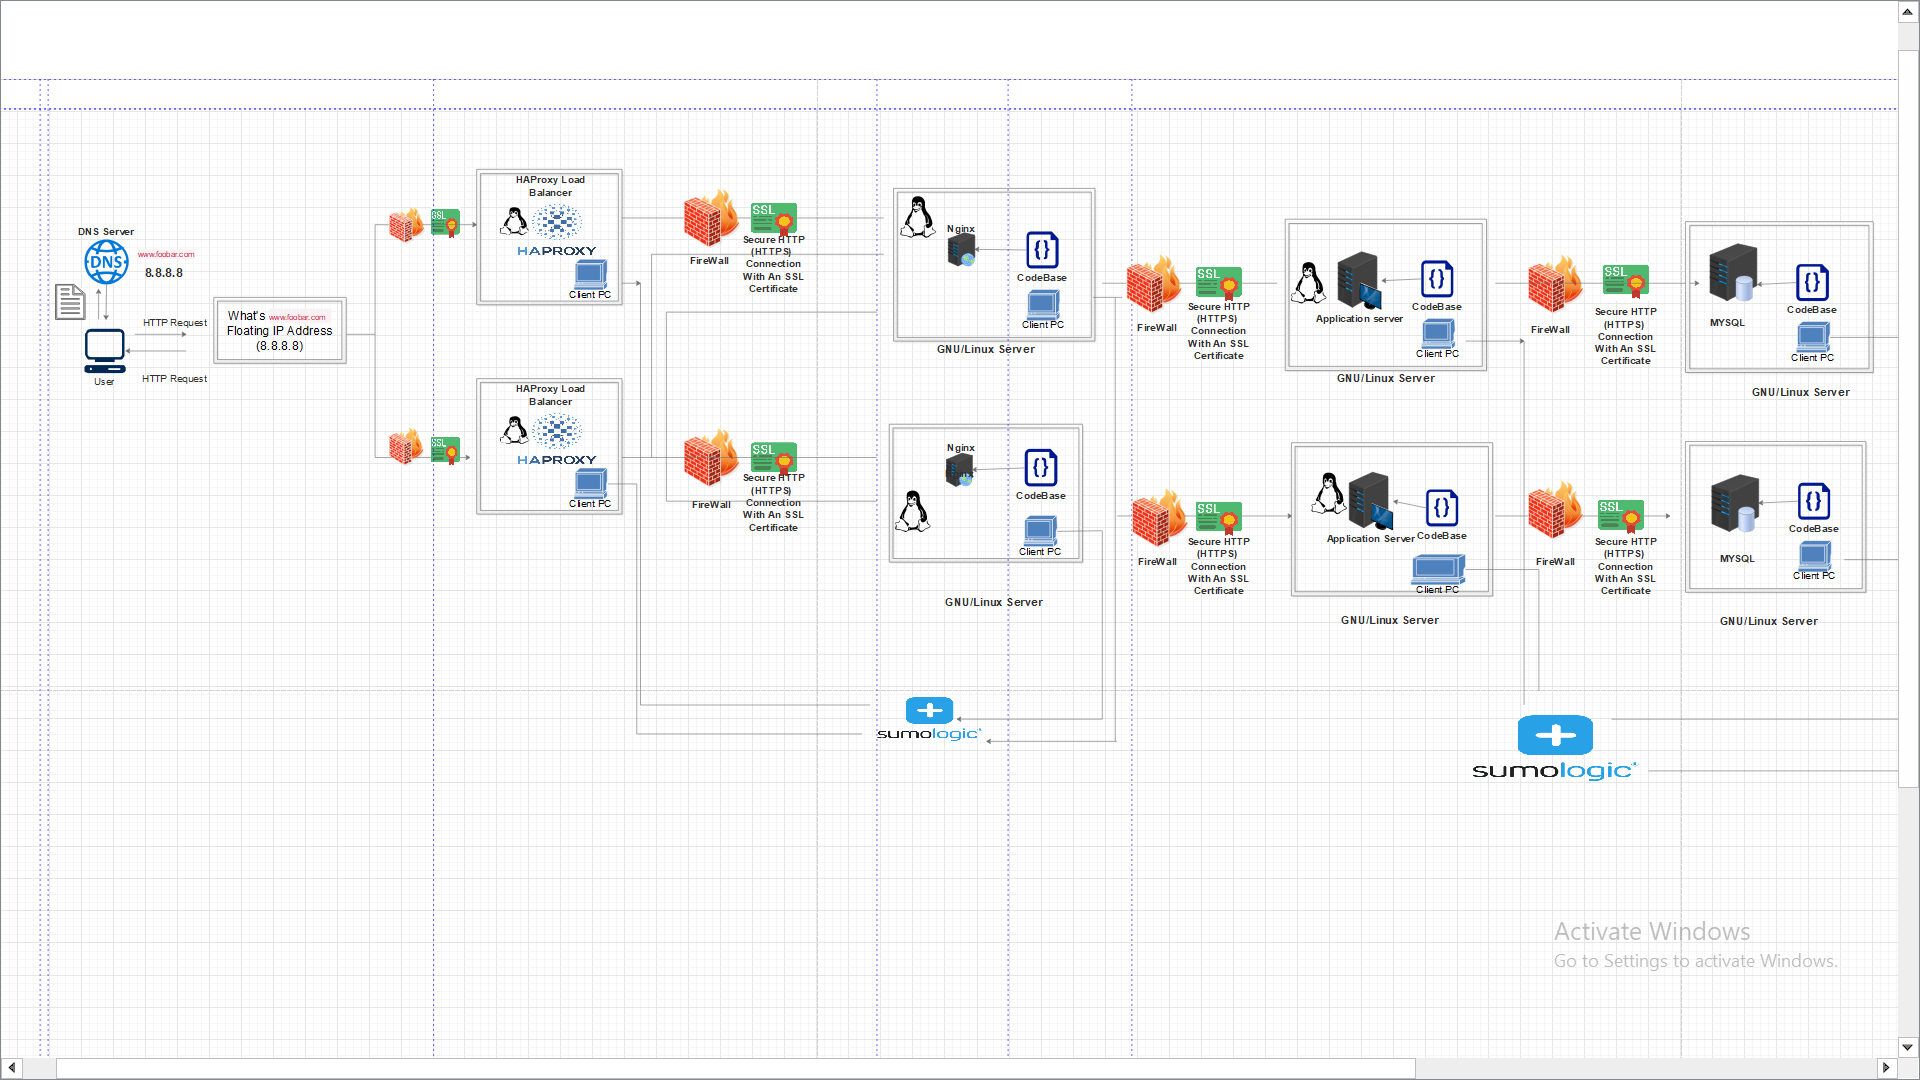 DNS Server
DNS
www.foobar.com
8.8.8.8
HTTP Request
User
HTTP Request
What's www.foobar.com
Floating IP Address
(8.8.8.8)
SSL
HAProxy Load
Balancer
HAPROXY
Client PC
SSL
HAProxy Load
Balancer
HAPROXY
Client PC
FireWall
SSL
Secure HTTP
(HTTPS)
Connection
With An SSL
Certificate
FireWall
SSL
Secure HTTP
(HTTPS)
Connection
With An SSL
Certificate
Nginx
{}
CodeBase
Client PC
GNU/Linux Server
Nginx
{}
CodeBase
Client PC
GNU/Linux Server
sumologic
FireWall
SSL
Secure HTTP
(HTTPS)
Connection
With An SSL
Certificate
FireWall
SSL
Secure HTTP
(HTTPS)
Connection
With An SSL
Certificate
Application server
{}
CodeBase
Client PC
GNU/Linux Server
Application Server
{}
CodeBase
Client PC
GNU/Linux Server
FireWall
SSL
Secure HTTP
(HTTPS)
Connection
With An SSL
Certificate
FireWall
SSL
Secure HTTP
(HTTPS)
Connection
With An SSL
Certificate
MYSQL
{}
CodeBase
Client PC
GNU/Linux Server
MYSQL
{}
CodeBase
Client PC
GNU/Linux Server
sumologic
Activate Windows
Go to Settings to activate Windows.